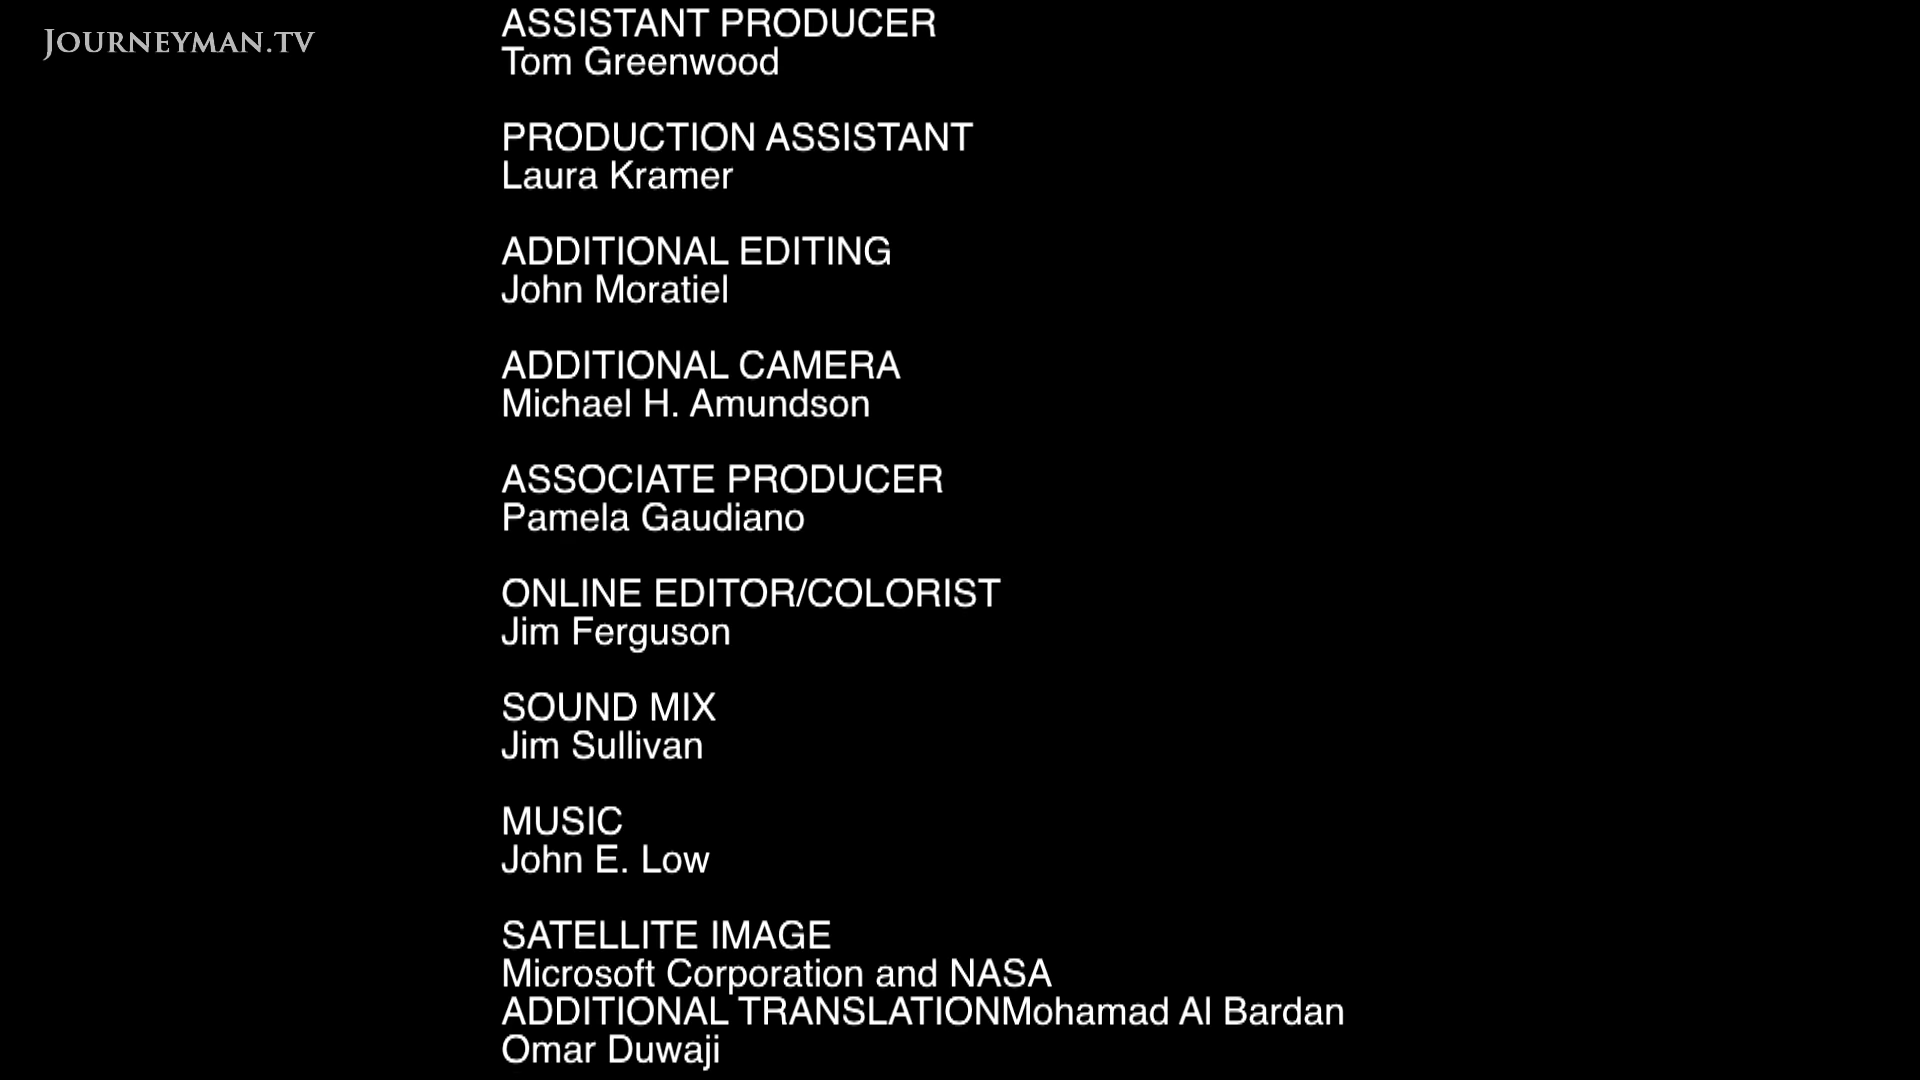 JOURNEYMAN.TV
ASSISTANT PRODUCER
Tom Greenwood
PRODUCTION ASSISTANT
Laura Kramer
ADDITIONAL EDITING
John Moratiel
ADDITIONAL CAMERA
Michael H. Amundson
ASSOCIATE PRODUCER
Pamela Gaudiano
ONLINE EDITOR/COLORIST
Jim Ferguson
SOUND MIX
Jim Sullivan
MUSIC
John E. Low
SATELLITE IMAGE
Microsoft Corporation and NASA
ADDITIONAL TRANSLATIONMohamad Al Bardan
Omar Duwaji